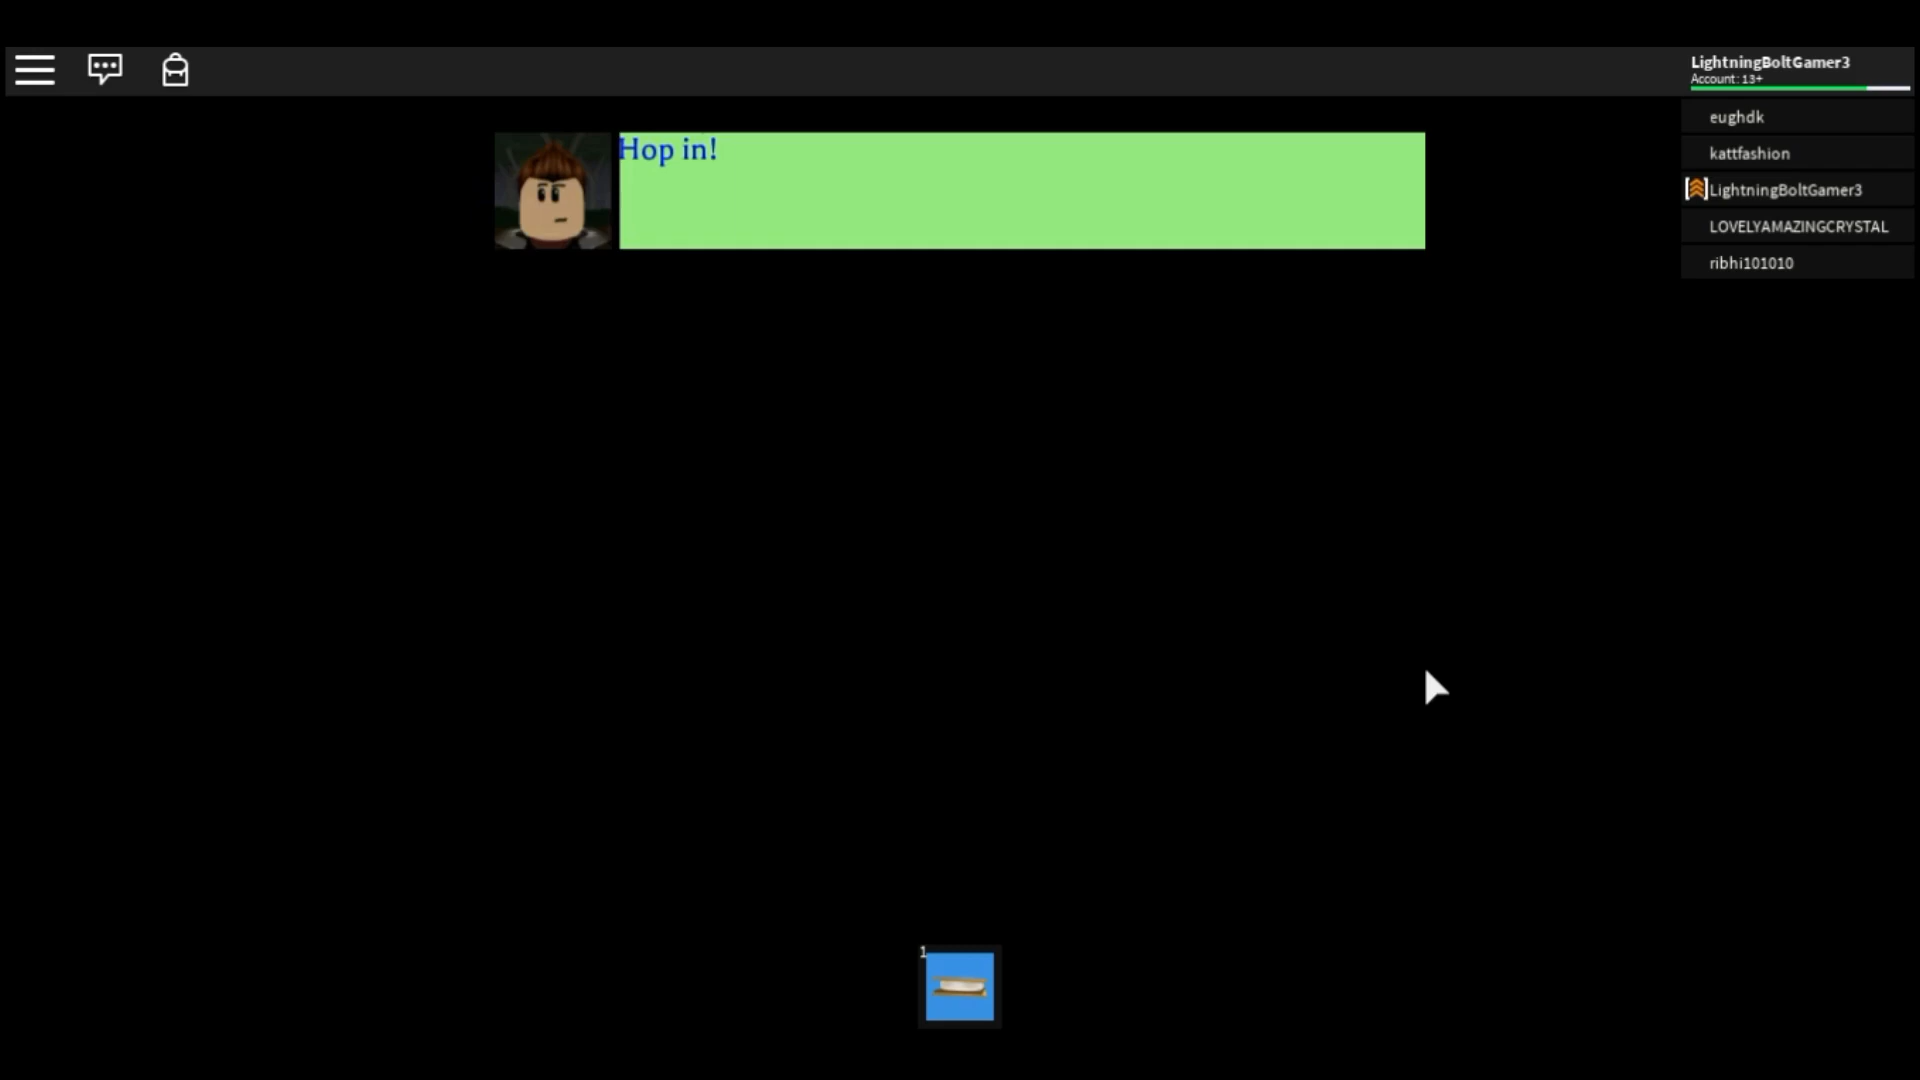 LightningBoltGamer3
Account: 13+
eughdk
kattfashion
LightningBoltGamer3
LOVELYAMAZINGCRYSTAL
ribhi101010
Hop in!
1